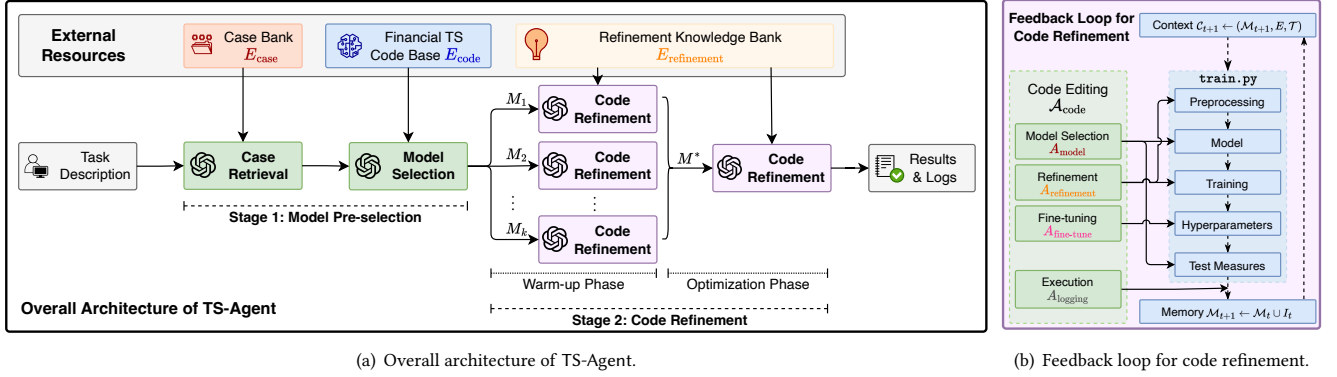 External
Resources
Case Bank
E_case
Financial TS
Code Base E_code
Refinement Knowledge Bank
E_refinement
Task
Description
Case
Retrieval
Model
Selection
Stage 1: Model Pre-selection
M_1
Code
Refinement
M_2
Code
Refinement
⋮ ⋮
M_k
Code
Refinement
M*
Code
Refinement
Results
& Logs
Warm-up Phase
Optimization Phase
Stage 2: Code Refinement
Overall Architecture of TS-Agent
(a) Overall architecture of TS-Agent.
Feedback Loop for
Code Refinement
Context C_{t+1} ← (M_{t+1}, E, T)
Code Editing
A_code
Model Selection
A_model
Refinement
A_refinement
Fine-tuning
A_fine-tune
Execution
A_logging
train.py
Preprocessing
Model
Training
Hyperparameters
Test Measures
Memory M_{t+1} ← M_t ∪ I_t
(b) Feedback loop for code refinement.